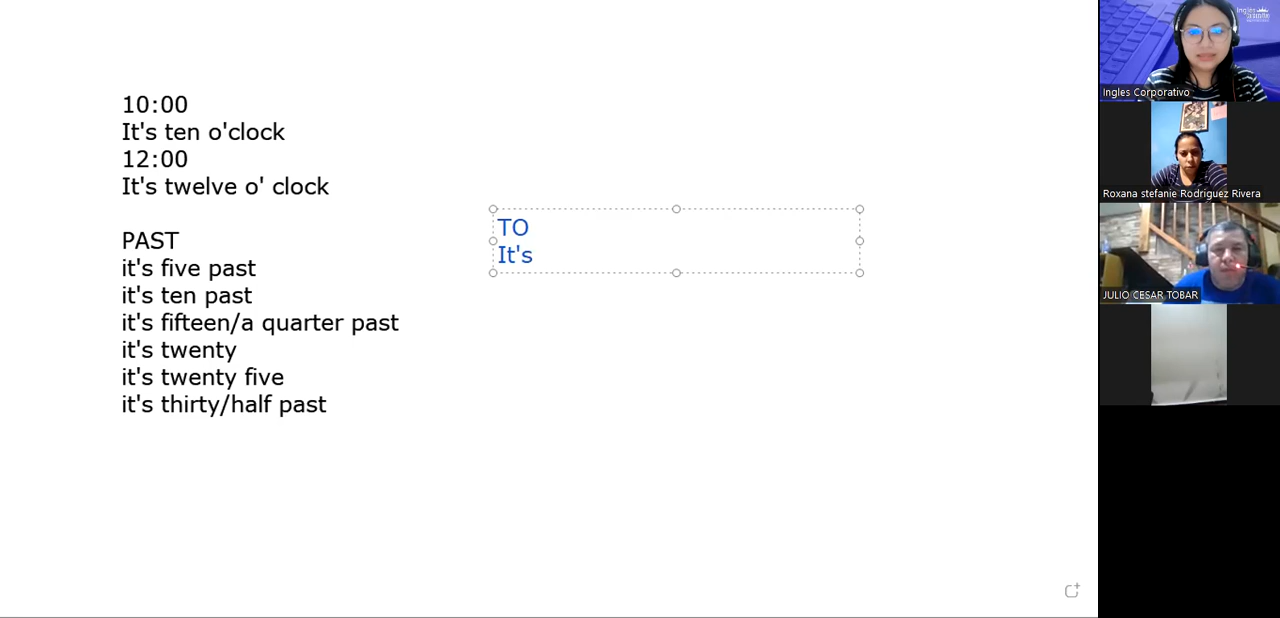 10:00
It's ten o'clock
12:00
It's twelve o' clock
PAST
it's five past
it's ten past
it's fifteen/a quarter past
it's twenty
it's twenty five
it's thirty/half past
TO
It's
Ingles
Ingles Corporativo
Roxana stefanie Rodriguez Rivera
JULIO CESAR TOBAR